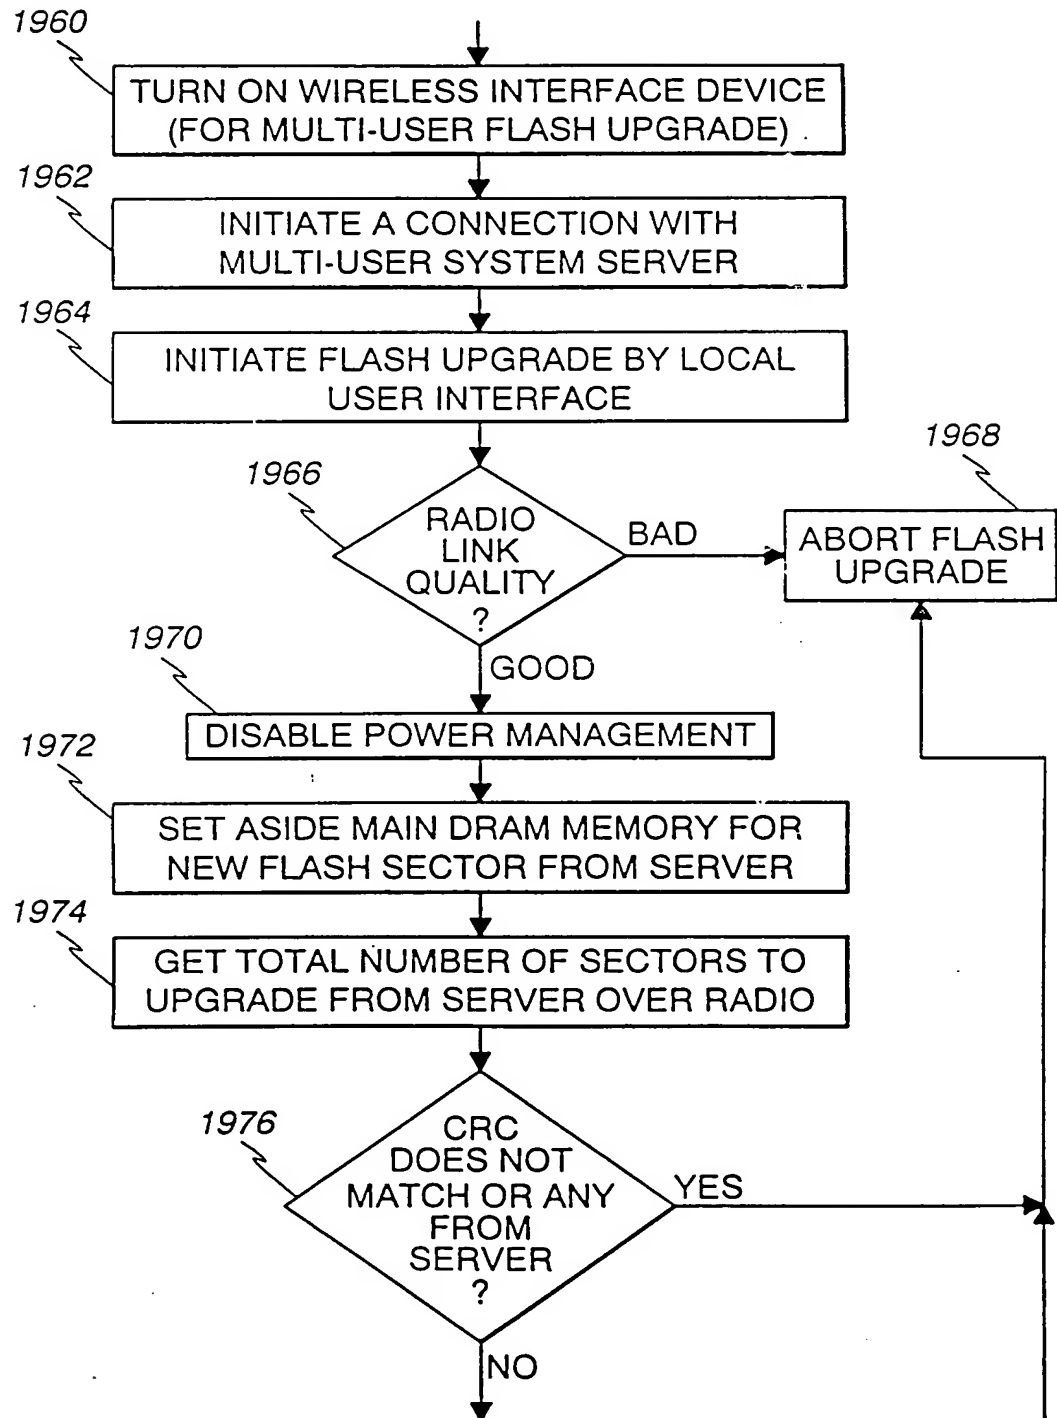 1960
TURN ON WIRELESS INTERFACE DEVICE
(FOR MULTI-USER FLASH UPGRADE)
1962
INITIATE A CONNECTION WITH
MULTI-USER SYSTEM SERVER
1964
INITIATE FLASH UPGRADE BY LOCAL
USER INTERFACE
1966
RADIO
LINK
QUALITY
?
BAD
1968
ABORT FLASH
UPGRADE
GOOD
1970
DISABLE POWER MANAGEMENT
1972
SET ASIDE MAIN DRAM MEMORY FOR
NEW FLASH SECTOR FROM SERVER
1974
GET TOTAL NUMBER OF SECTORS TO
UPGRADE FROM SERVER OVER RADIO
1976
CRC
DOES NOT
MATCH OR ANY
FROM
SERVER
?
YES
NO